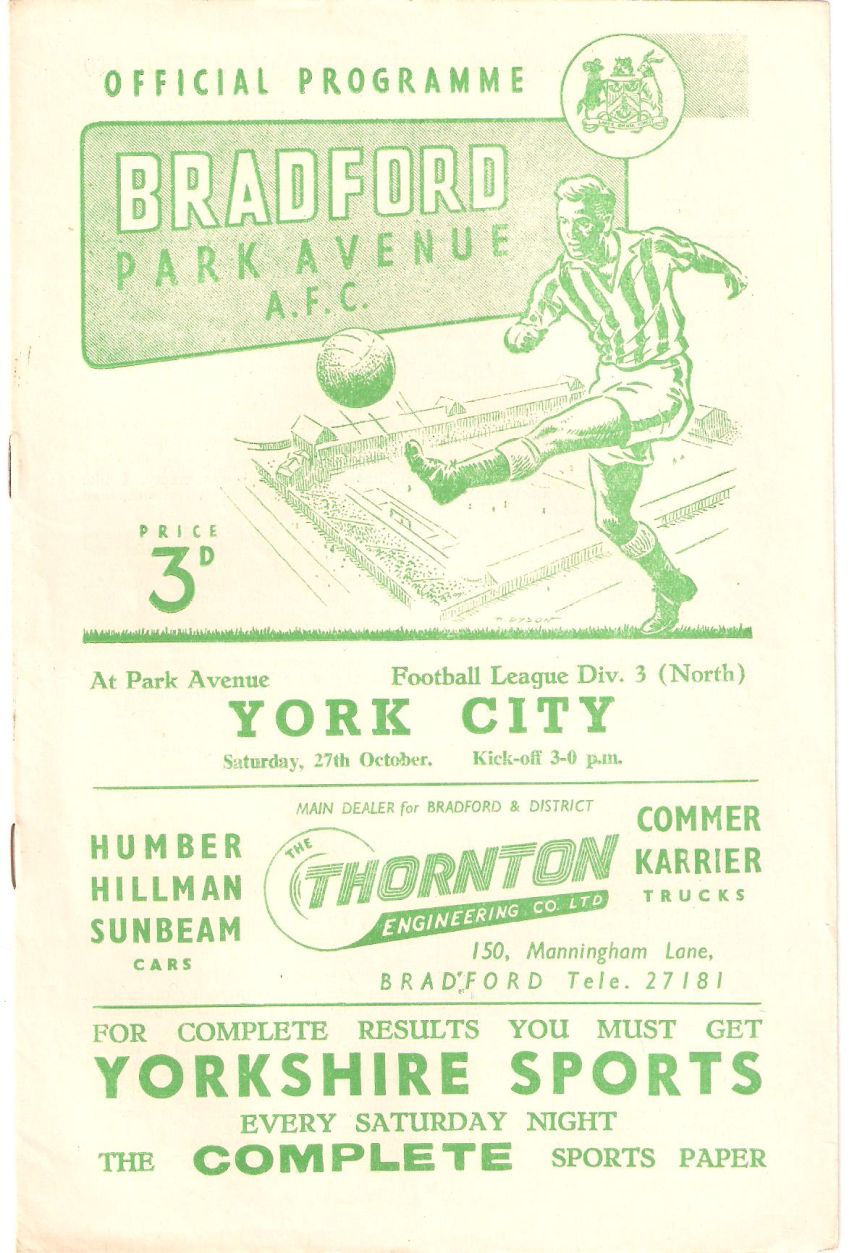 OFFICIAL PROGRAMME
BRADFORD
PARK AVENUE
A.F.C.
PRICE
3D
At Park Avenue Football League Div. 3 (North)
YORK CITY
Saturday, 27th October. Kick-off 3-0 p.m.
MAIN DEALER for BRADFORD & DISTRICT
HUMBER
HILLMAN
SUNBEAM
CARS
THE
THORNTON
ENGINEERING CO. LTD
COMMER
KARRIER
TRUCKS
150, Manningham Lane,
BRADFORD Tele. 27181
FOR COMPLETE RESULTS YOU MUST GET
YORKSHIRE SPORTS
EVERY SATURDAY NIGHT
THE COMPLETE SPORTS PAPER